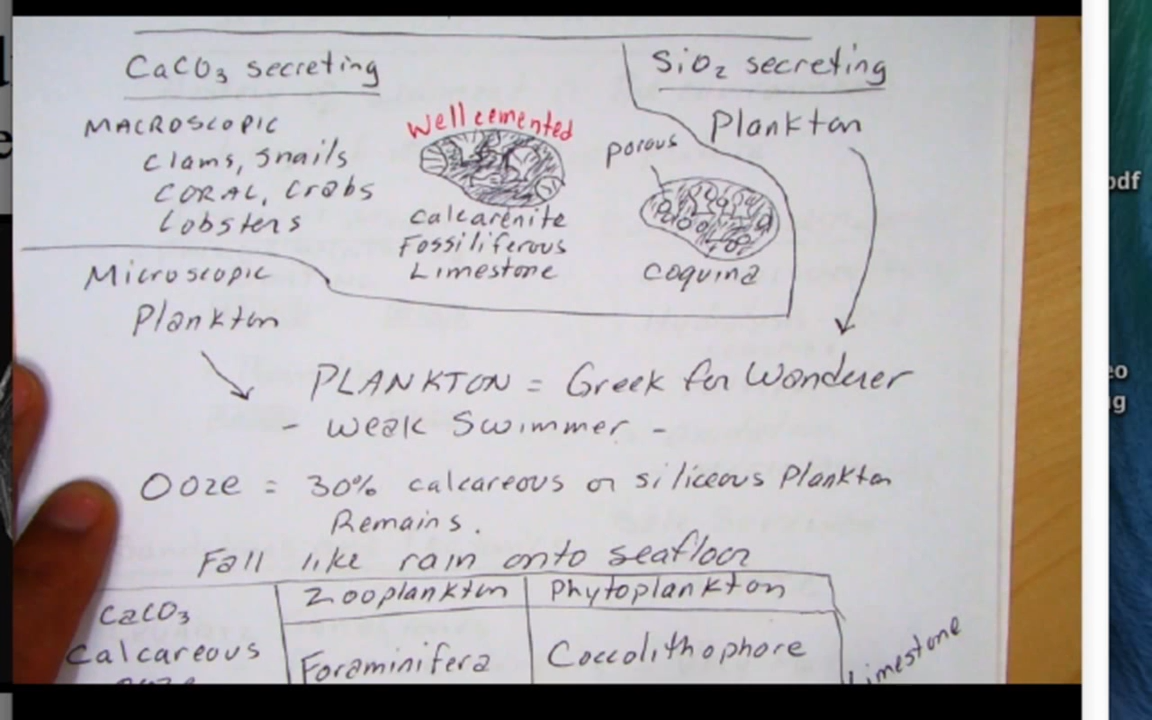 CaCO3 secreting
MACROSCOPIC
Clams, Snails
CORAL, Crabs
Lobsters
Well cemented
Calcarenite
Fossiliferous
Limestone
SiO2 secreting
Plankton
porous
coquina
Microscopic
Plankton
PLANKTON = Greek for Wonderer
- weak Swimmer -
Ooze = 30% calcareous or siliceous Plankton
Remains.
Fall like rain onto seafloor
Zooplankton Phytoplankton
CaCO3
Calcareous
Foraminifera Coccolithophore
Limestone